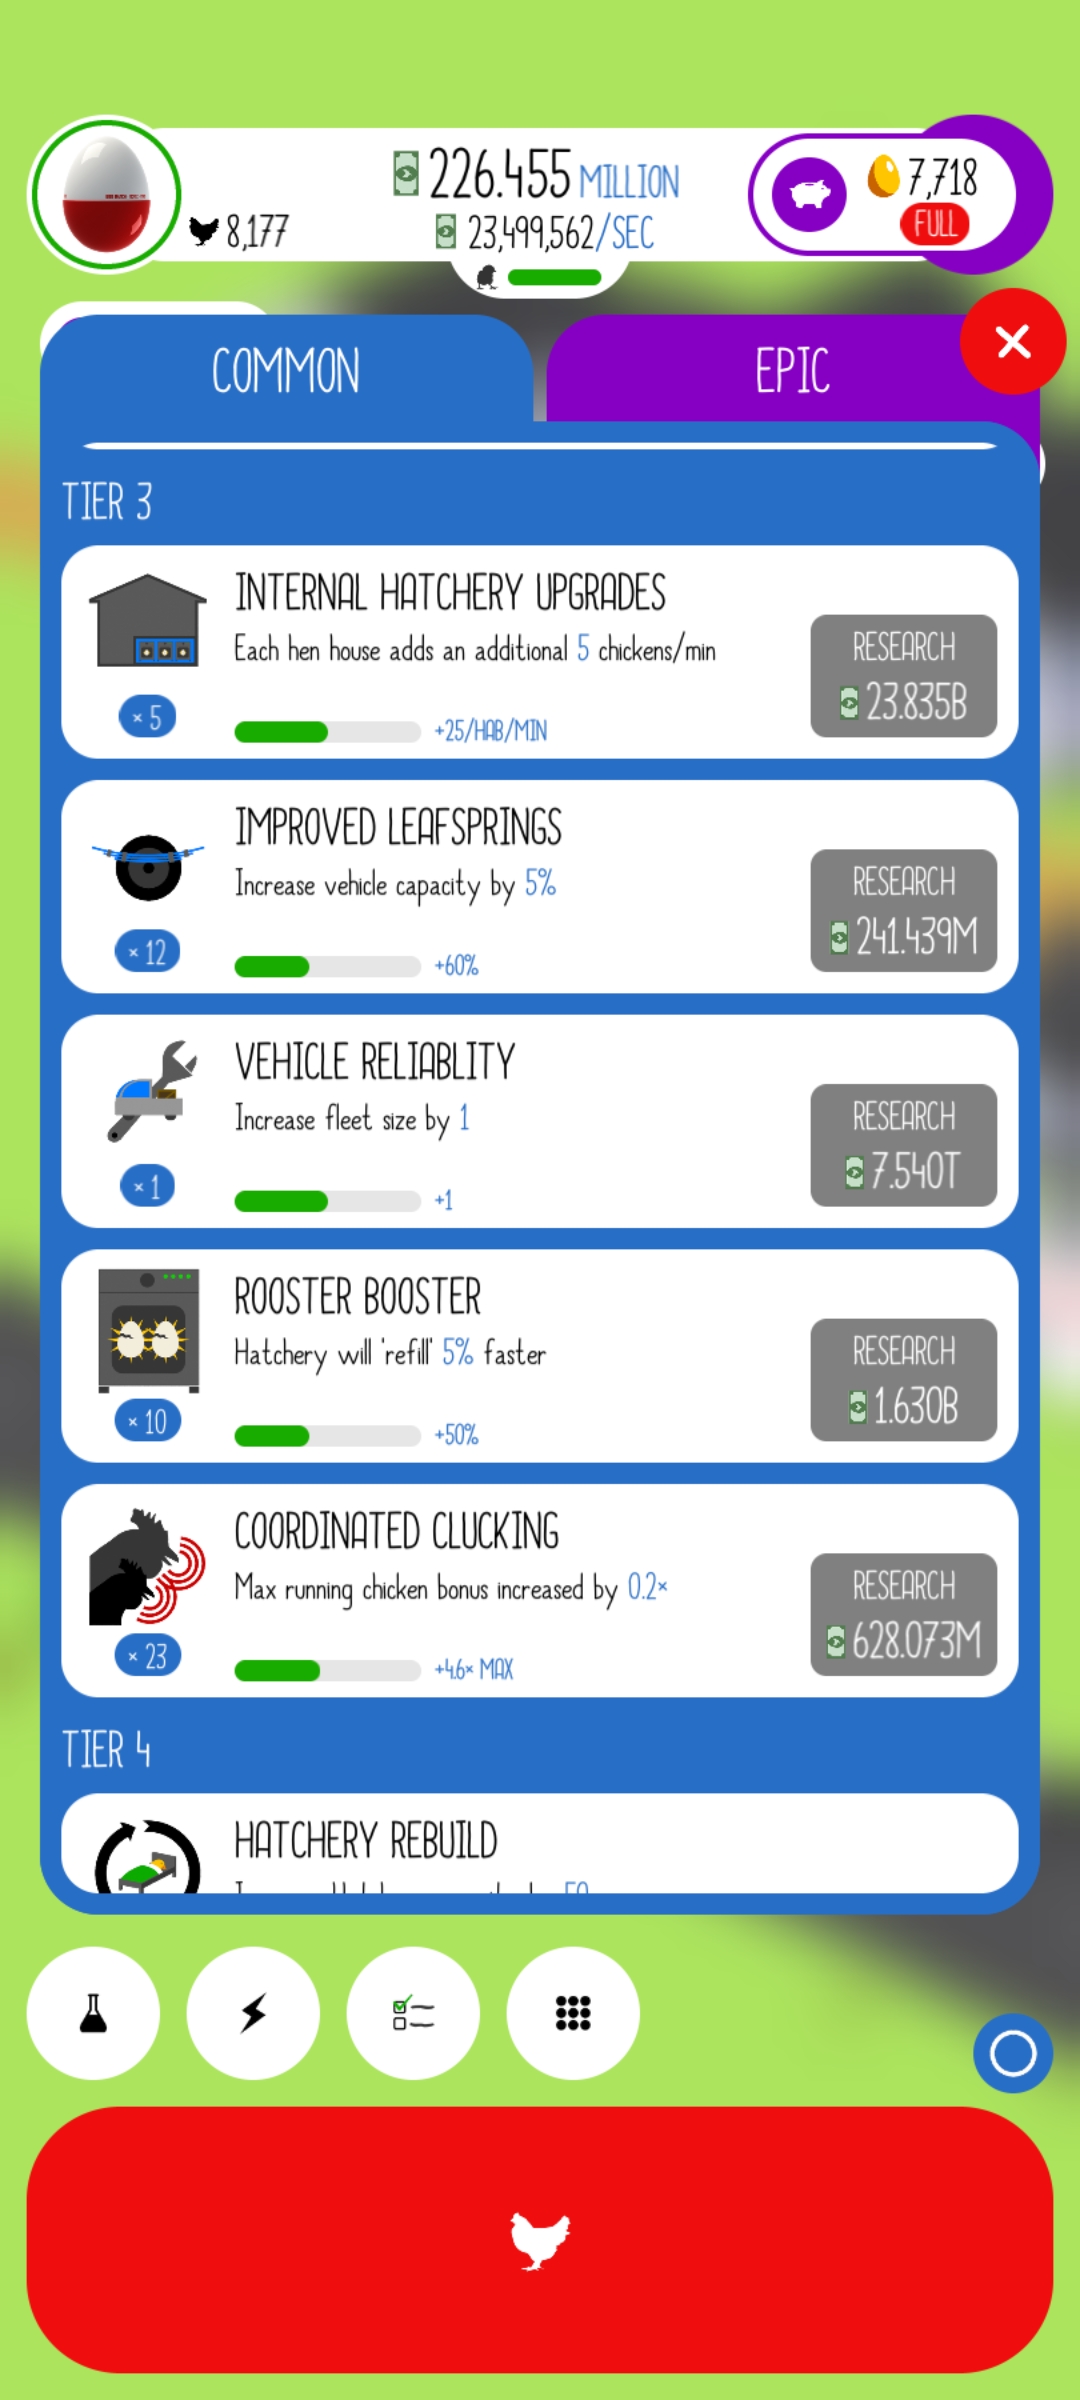 226.455 MILLION
7,718
FULL
8,177
23,499,562/SEC
COMMON
EPIC
TIER 3
INTERNAL HATCHERY UPGRADES
Each hen house adds an additional 5 chickens/min
RESEARCH
23.835B
× 5
+25/HAB/MIN
IMPROVED LEAFSPRINGS
Increase vehicle capacity by 5%
RESEARCH
241.439M
× 12
+60%
VEHICLE RELIABLITY
Increase fleet size by 1
RESEARCH
7.540T
× 1
+1
ROOSTER BOOSTER
Hatchery will 'refill' 5% faster
RESEARCH
1.630B
× 10
+50%
COORDINATED CLUCKING
Max running chicken bonus increased by 0.2×
RESEARCH
628.073M
× 23
+4.6× MAX
TIER 4
HATCHERY REBUILD